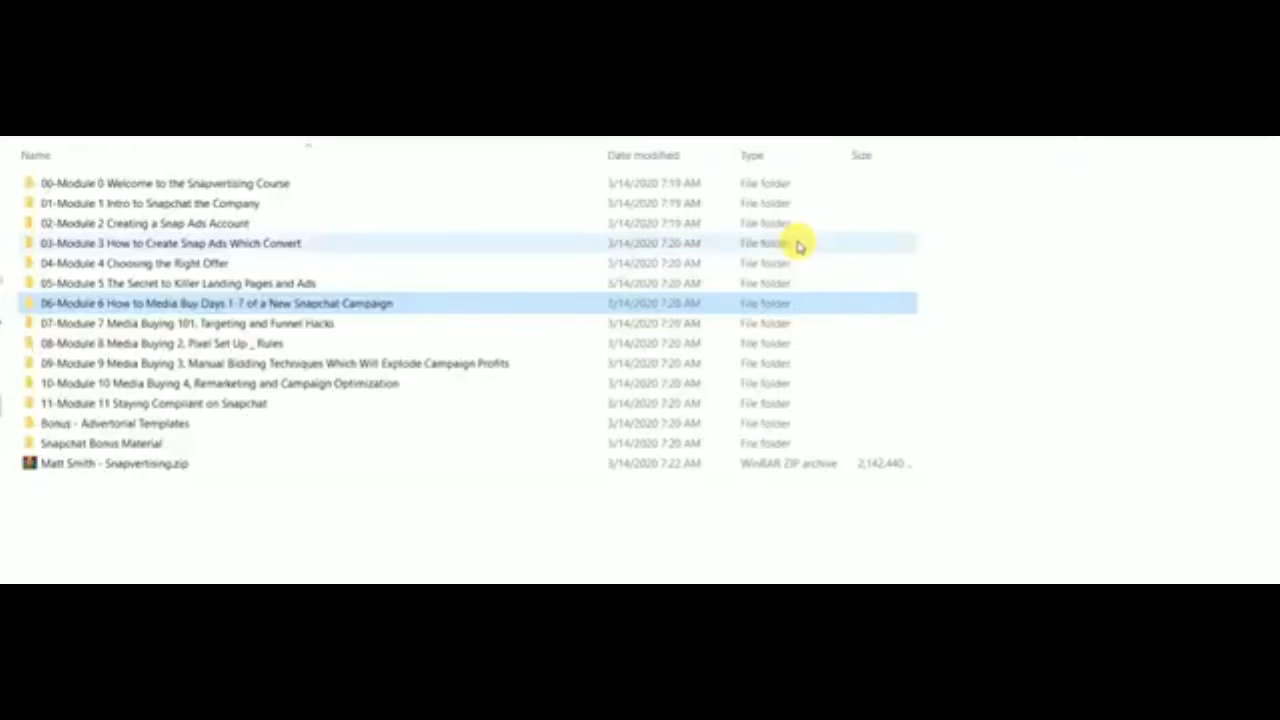 Name Date modified Type Size
00-Module 0 Welcome to the Snapvertising Course 3/14/2020 7:19 AM File folder
01-Module 1 Intro to Snapchat the Company 3/14/2020 7:19 AM File folder
02-Module 2 Creating a Snap Ads Account 3/14/2020 7:19 AM File folder
03-Module 3 How to Create Snap Ads Which Convert 3/14/2020 7:20 AM File folder
04-Module 4 Choosing the Right Offer 3/14/2020 7:20 AM File folder
05-Module 5 The Secret to Killer Landing Pages and Ads 3/14/2020 7:20 AM File folder
06-Module 6 How to Media Buy Days 1-7 of a New Snapchat Campaign 3/14/2020 7:20 AM File folder
07-Module 7 Media Buying 101, Targeting and Funnel Hacks 3/14/2020 7:20 AM File folder
08-Module 8 Media Buying 2, Pixel Set Up _ Rules 3/14/2020 7:20 AM File folder
09-Module 9 Media Buying 3, Manual Bidding Techniques Which Will Explode Campaign Profits 3/14/2020 7:20 AM File folder
10-Module 10 Media Buying 4, Remarketing and Campaign Optimization 3/14/2020 7:20 AM File folder
11-Module 11 Staying Compliant on Snapchat 3/14/2020 7:20 AM File folder
Bonus - Advertorial Templates 3/14/2020 7:20 AM File folder
Snapchat Bonus Material 3/14/2020 7:20 AM File folder
Matt Smith - Snapvertising.zip 3/14/2020 7:22 AM WinRAR ZIP archive 2,142,440 ...